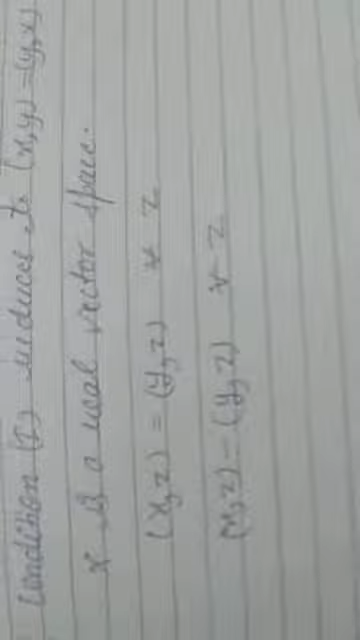 Condition (I) reduces to (x,y) = (y,x)
x is a real vector space.
(x,z) = (y,z) ∀ z
(x,z) - (y,z) ∀ z